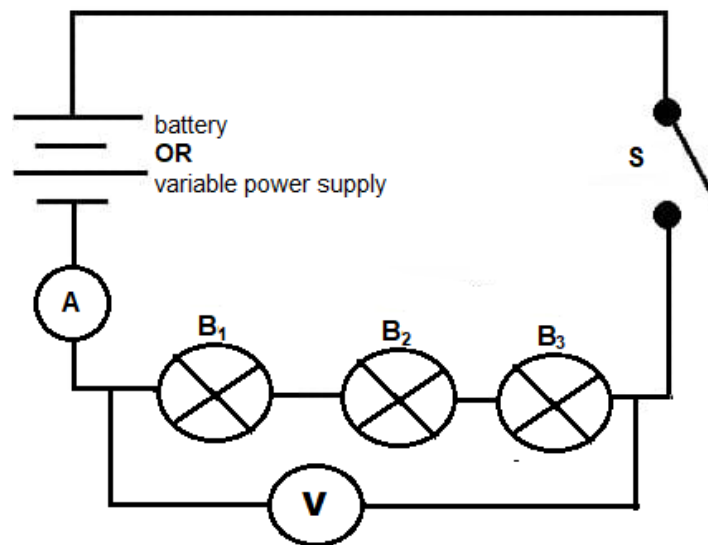 battery
OR
variable power supply
S
A
B₁
B₂
B₃
V